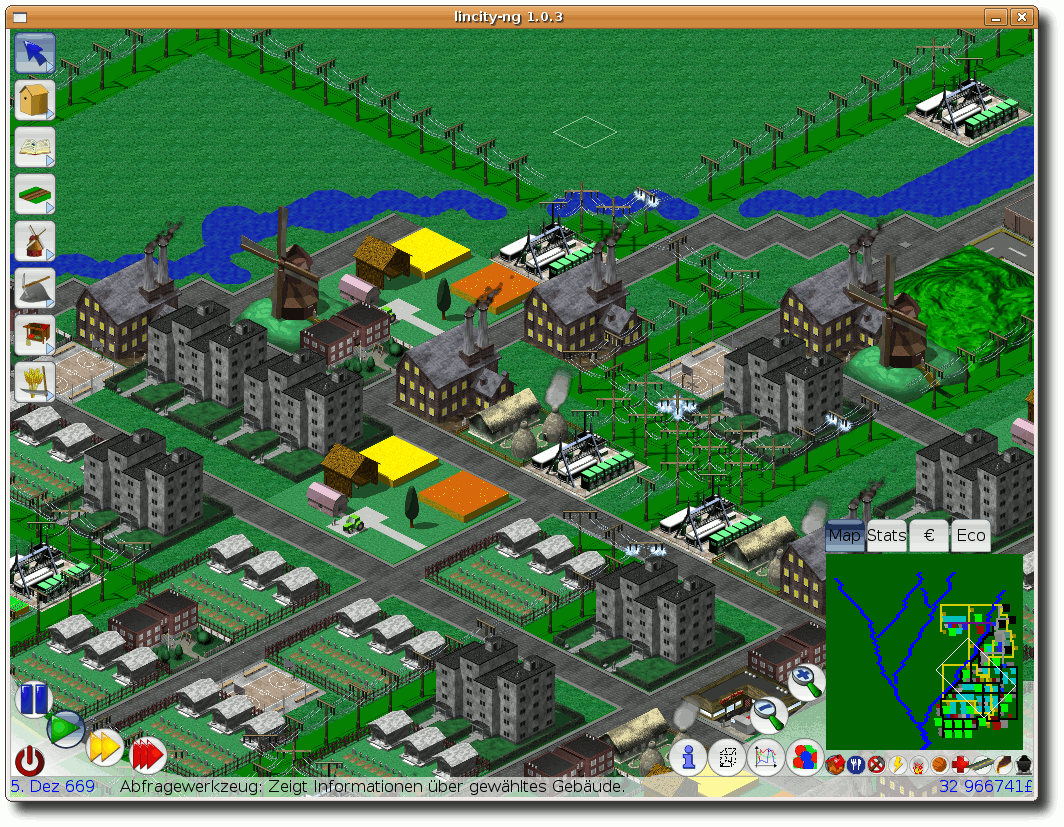 lincity-ng 1.0.3
Map Stats € Eco
5. Dez 669 Abfragewerkzeug: Zeigt Informationen über gewähltes Gebäude. 32 966741£